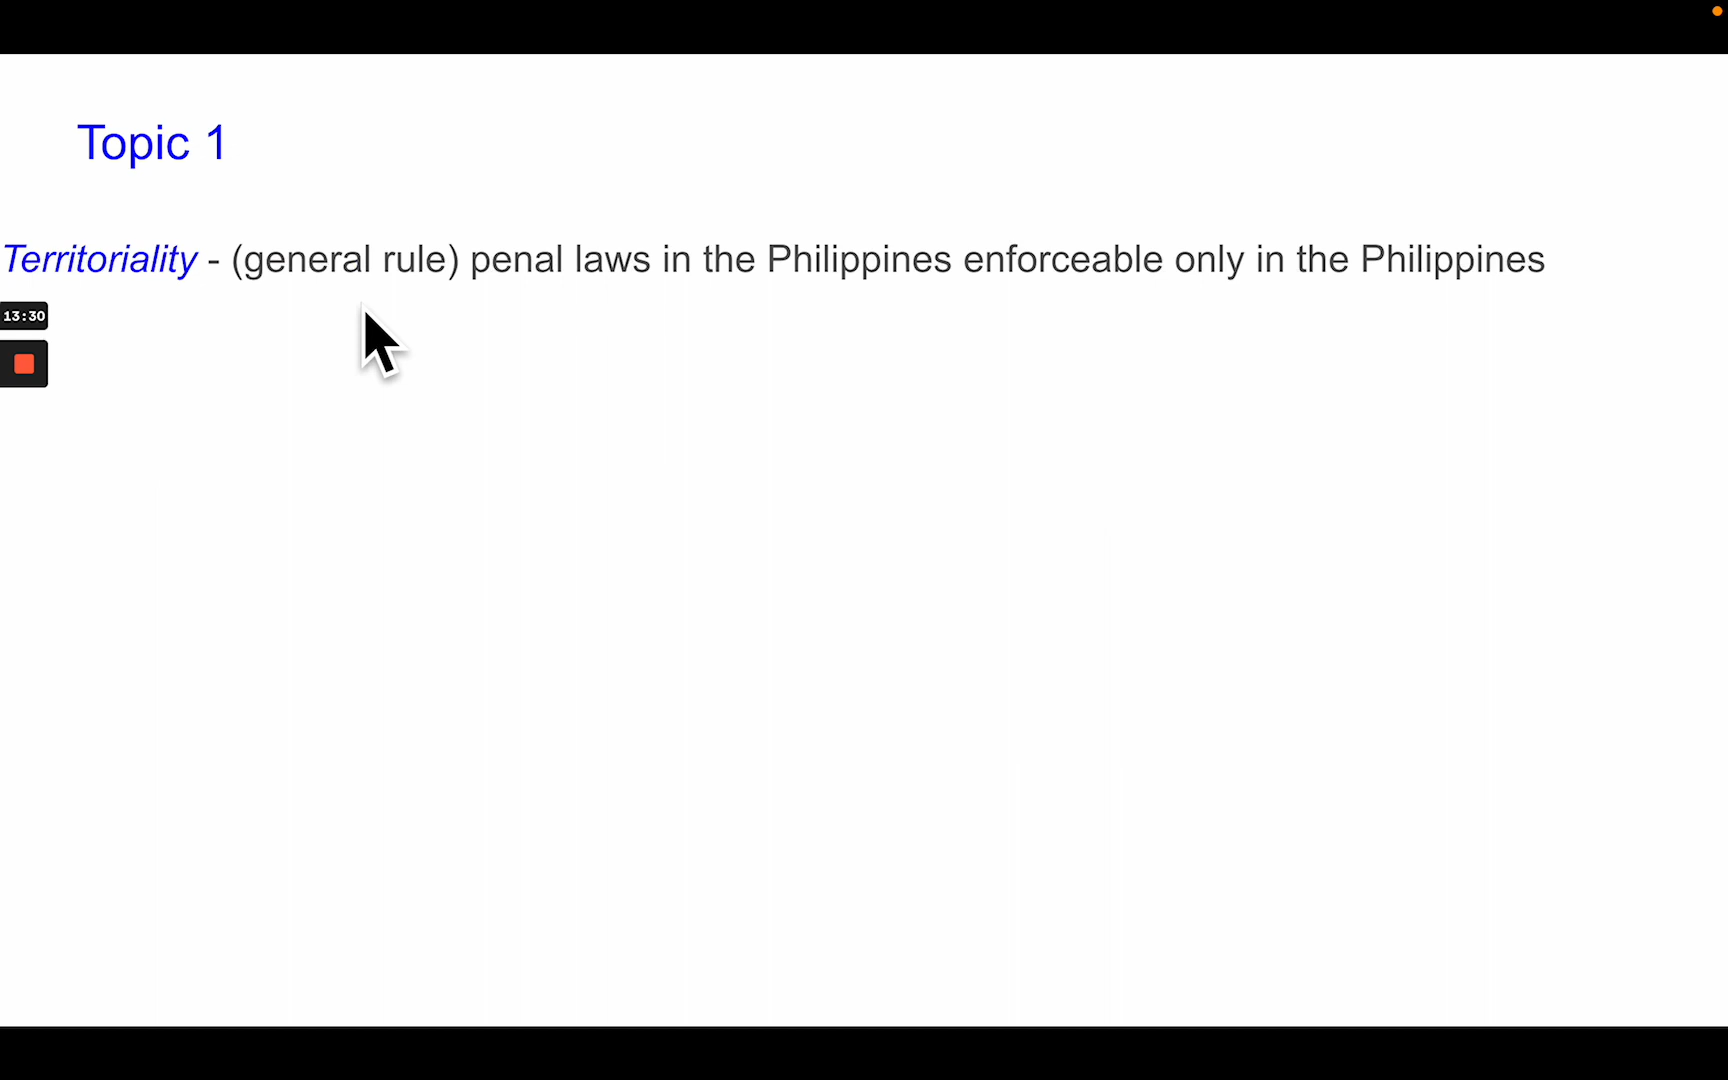 Topic 1
Territoriality - (general rule) penal laws in the Philippines enforceable only in the Philippines
13:30